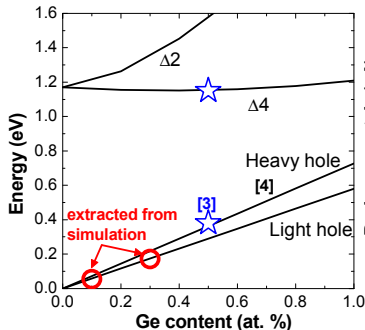 1.6
1.4
1.2
1.0
0.8
0.6
0.4
0.2
0.0
Energy (eV)
Δ2
Δ4
Heavy hole
[3]
[4]
extracted from
simulation
Light hole
0.0 0.2 0.4 0.6 0.8 1.0
Ge content (at. %)